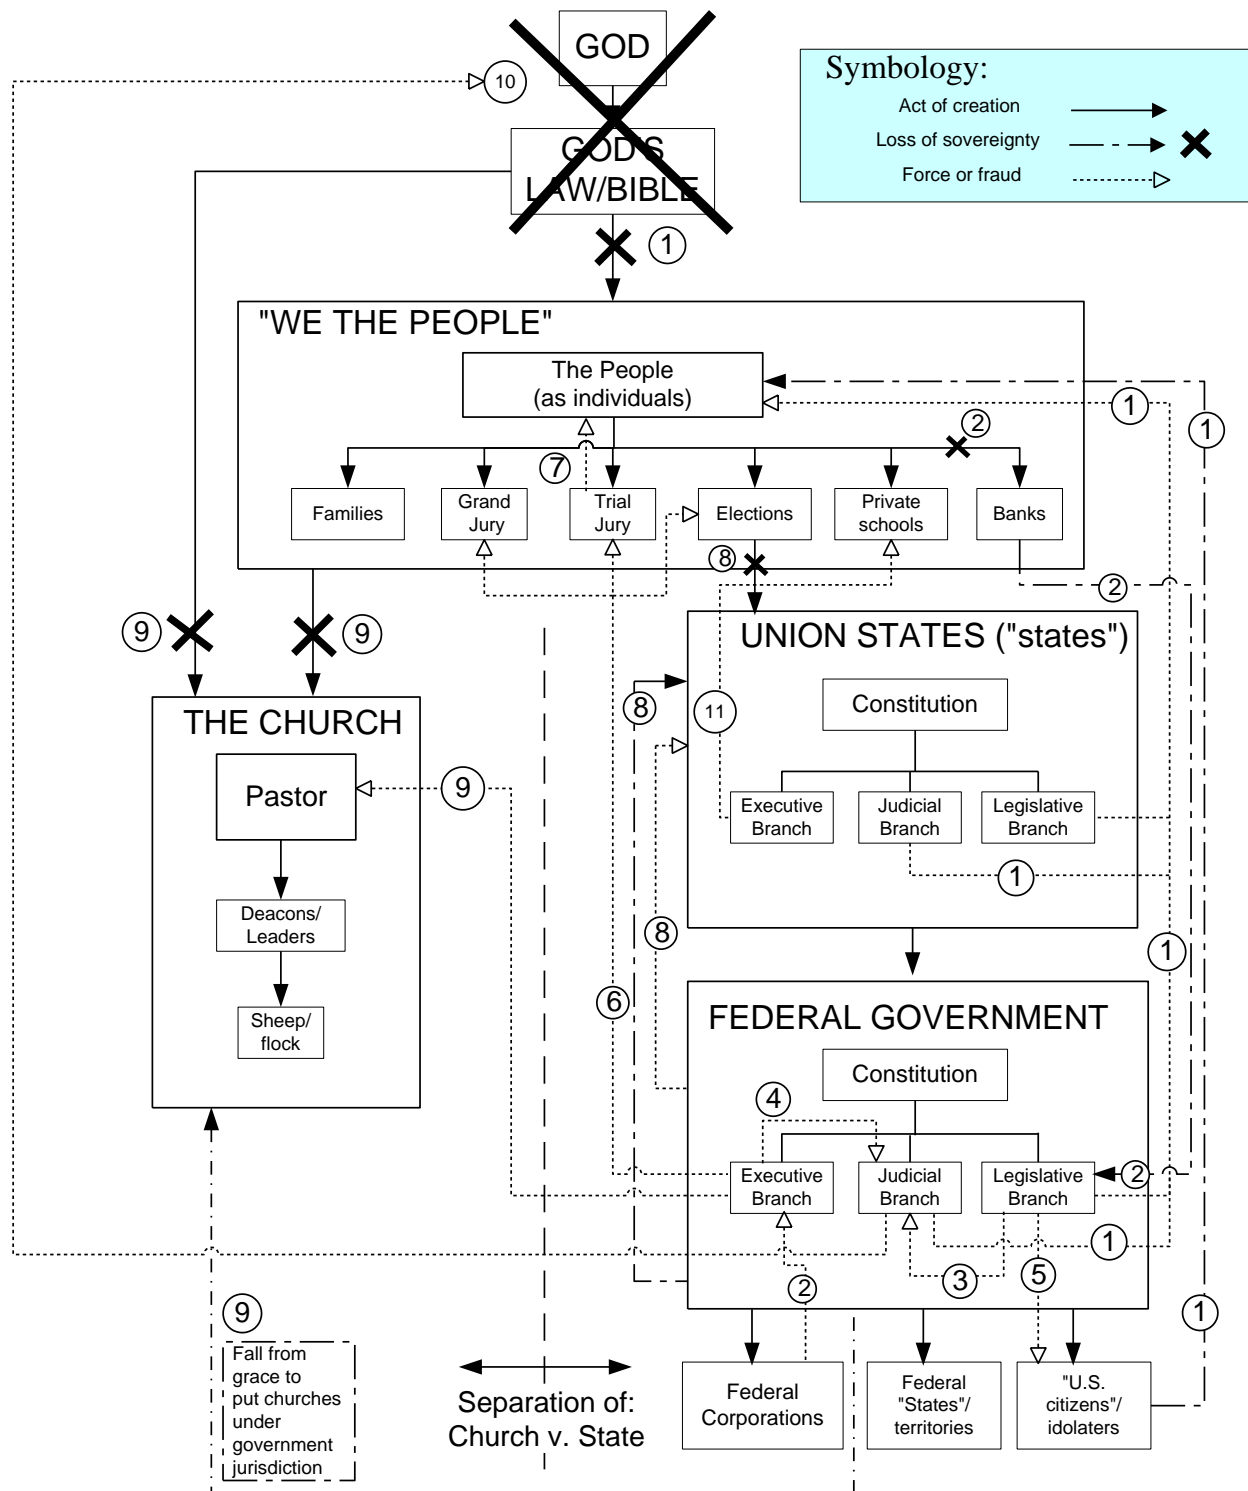 GOD
10
Symbology:
Act of creation
Loss of sovereignty
Force or fraud
GOD'S
LAW/BIBLE
1
"WE THE PEOPLE"
The People
(as individuals)
1
1
2
7
Families
Grand
Jury
Trial
Jury
Elections
Private
schools
Banks
8
2
9
9
UNION STATES ("states")
THE CHURCH
8
11
Constitution
Pastor
9
Executive
Branch
Judicial
Branch
Legislative
Branch
1
Deacons/
Leaders
8
1
6
Sheep/
flock
FEDERAL GOVERNMENT
Constitution
4
Executive
Branch
Judicial
Branch
Legislative
Branch
2
1
3
5
2
9
1
Fall from
grace to
put churches
under
government
jurisdiction
Separation of:
Church v. State
Federal
Corporations
Federal
"States"/
territories
"U.S.
citizens"/
idolaters